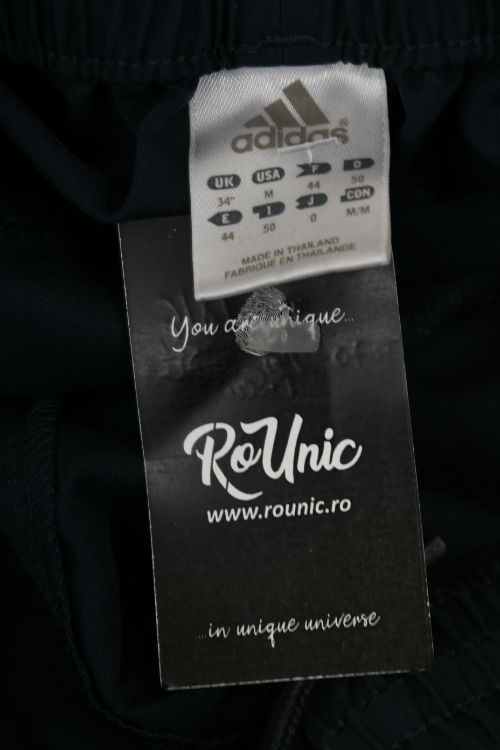 adidas®
UK USA F D
34" M 44 50
E I J CON
44 50 0 M/M
MADE IN THAILAND
FABRIQUE EN THAILANDE
You are unique...
RoUnic
www.rounic.ro
...in unique universe